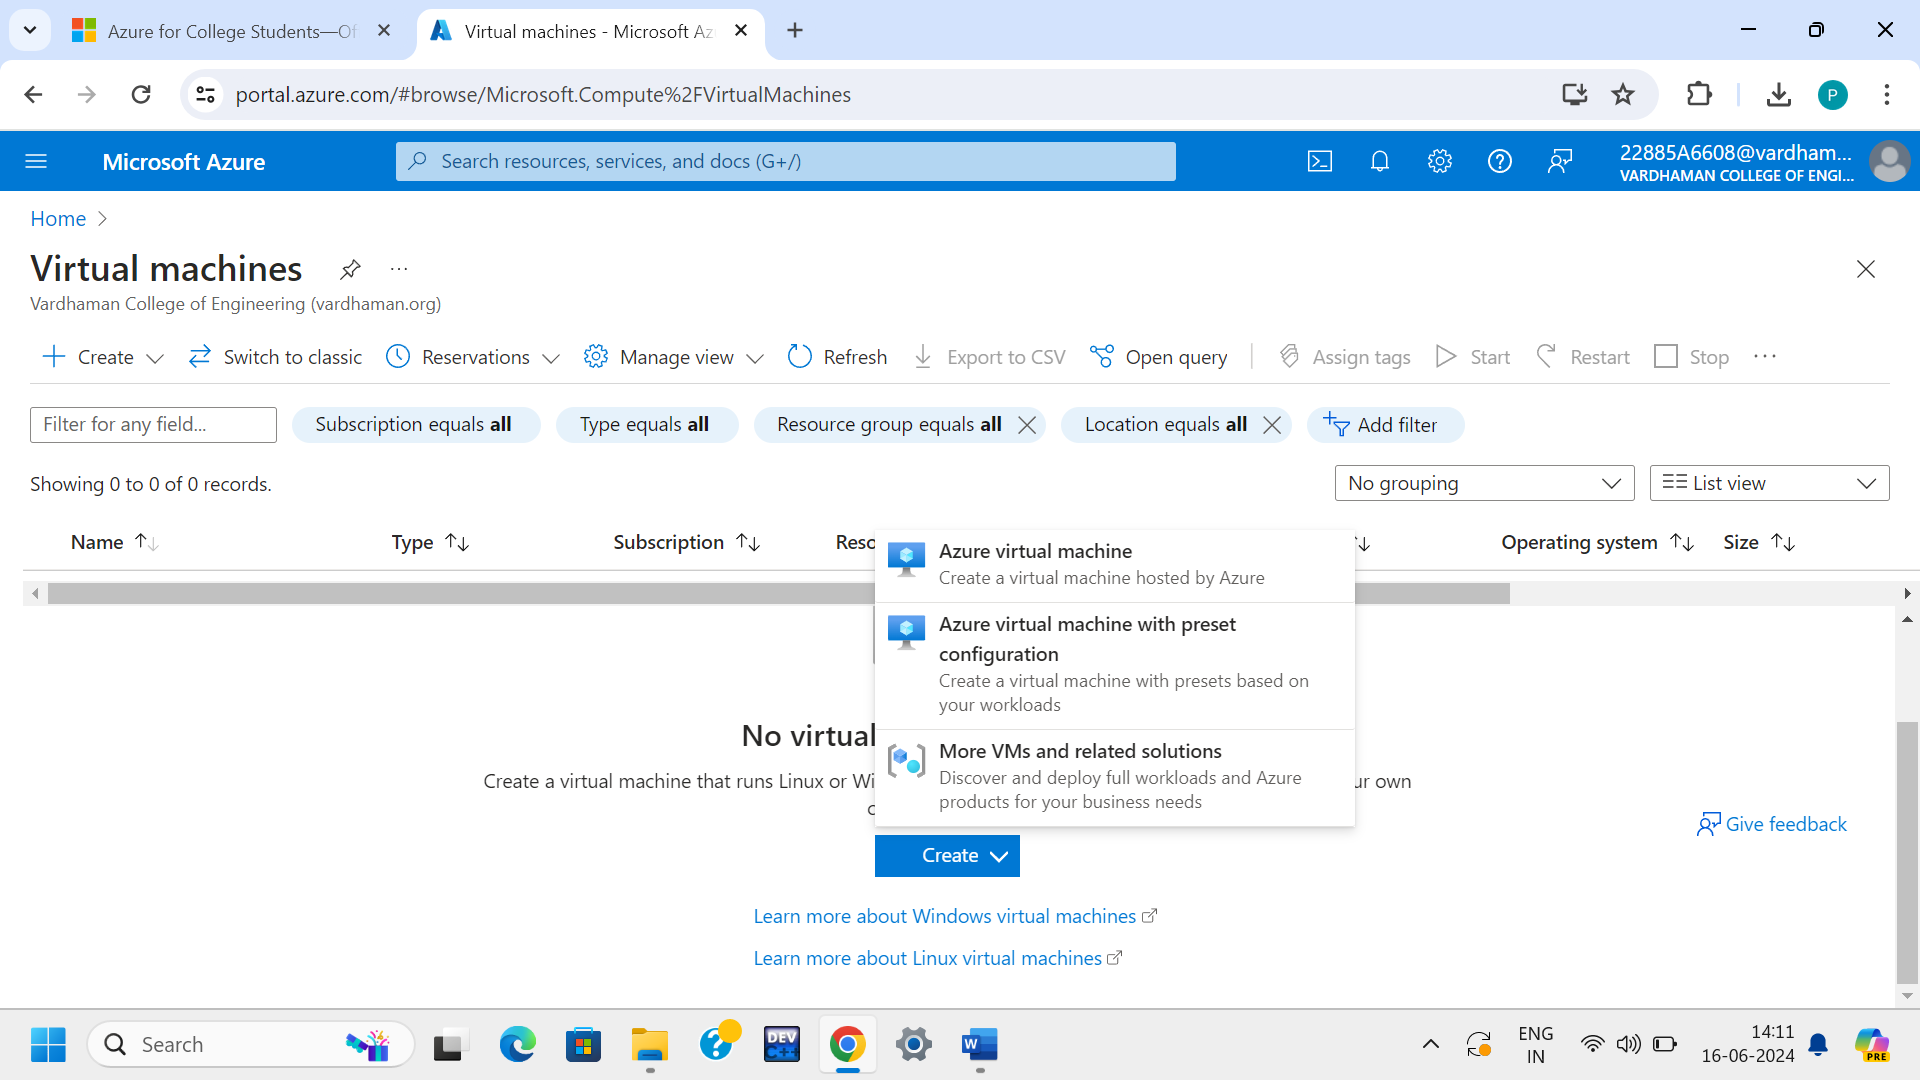 Azure for College Students—Of
Virtual machines - Microsoft Az
portal.azure.com/#browse/Microsoft.Compute%2FVirtualMachines
P
Microsoft Azure
Search resources, services, and docs (G+/)
22885A6608@vardham...
VARDHAMAN COLLEGE OF ENGI...
Home
Virtual machines
Vardhaman College of Engineering (vardhaman.org)
Create
Switch to classic
Reservations
Manage view
Refresh
Export to CSV
Open query
Assign tags
Start
Restart
Stop
Filter for any field...
Subscription equals all
Type equals all
Resource group equals all
Location equals all
Add filter
Showing 0 to 0 of 0 records.
No grouping
List view
Name
Type
Subscription
Reso
Operating system
Size
Azure virtual machine
Create a virtual machine hosted by Azure
Azure virtual machine with preset
configuration
Create a virtual machine with presets based on
your workloads
More VMs and related solutions
Discover and deploy full workloads and Azure
products for your business needs
No virtual
Create a virtual machine that runs Linux or Wi
ur own
Create
Give feedback
Learn more about Windows virtual machines
Learn more about Linux virtual machines
Search
DEV
C++
W
ENG
IN
14:11
16-06-2024
PRE